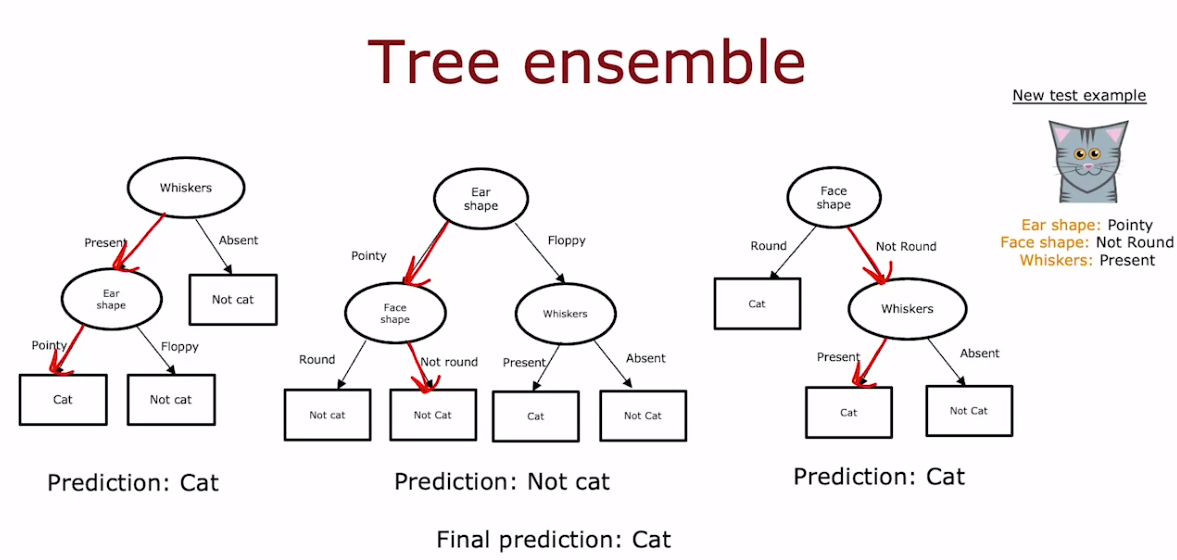 Tree ensemble
New test example
Ear shape: Pointy
Face shape: Not Round
Whiskers: Present
Whiskers
Present
Absent
Ear
shape
Not cat
Pointy
Floppy
Cat
Not cat
Prediction: Cat
Ear
shape
Pointy
Floppy
Face
shape
Whiskers
Round
Not round
Present
Absent
Not cat
Not Cat
Cat
Not Cat
Prediction: Not cat
Face
shape
Round
Not Round
Cat
Whiskers
Present
Absent
Cat
Not Cat
Prediction: Cat
Final prediction: Cat